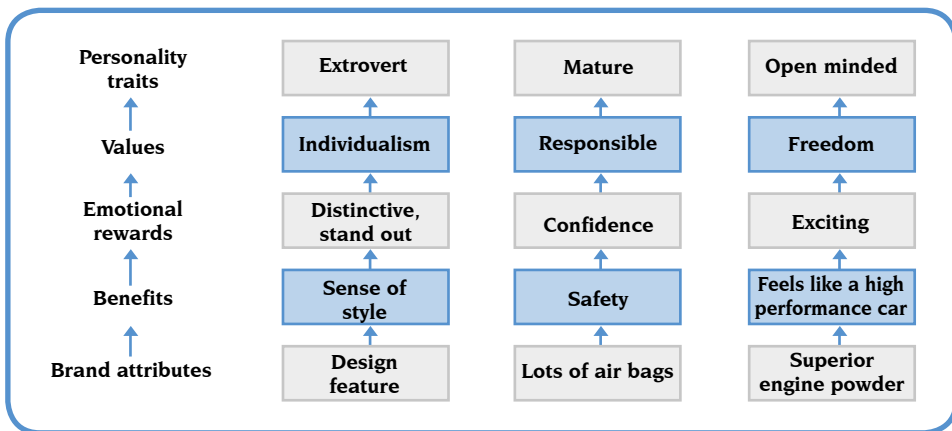 Personality
traits
Extrovert
Mature
Open minded
Values
Individualism
Responsible
Freedom
Emotional
rewards
Distinctive,
stand out
Confidence
Exciting
Benefits
Sense of
style
Safety
Feels like a high
performance car
Brand attributes
Design
feature
Lots of air bags
Superior
engine powder